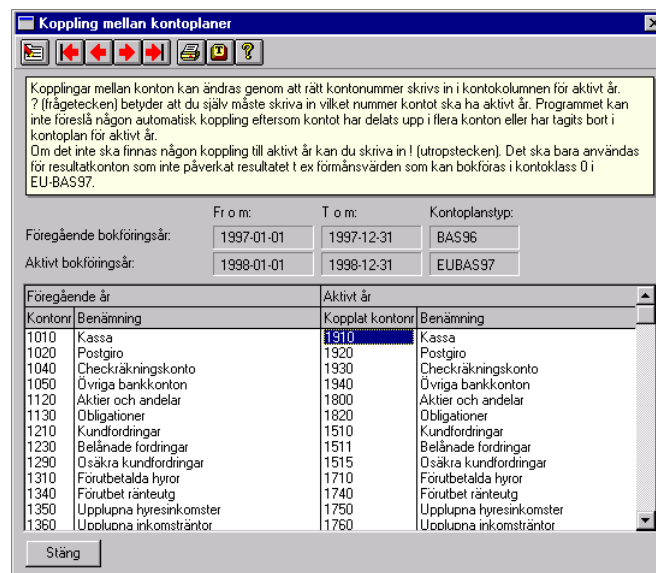 Koppling mellan kontoplaner
Kopplingar mellan konton kan ändras genom att rätt kontonummer skrivs in i kontokolumnen för aktivt år.
? (frågetecken) betyder att du själv måste skriva in vilket nummer kontot ska ha aktivt år. Programmet kan
inte föreslå någon automatisk koppling eftersom kontot har delats upp i flera konton eller har tagits bort i
kontoplan för aktivt år.
Om det inte ska finnas någon koppling till aktivt år kan du skriva in ! (utropstecken). Det ska bara användas
för resultatkonton som inte påverkat resultatet t ex förmånsvärden som kan bokföras i kontoklass 0 i
EU-BAS97.
Fr o m: T o m: Kontoplanstyp:
Föregående bokföringsår: 1997-01-01 1997-12-31 BAS96
Aktivt bokföringsår: 1998-01-01 1998-12-31 EUBAS97
Föregående år Aktivt år
Kontonr Benämning Kopplat kontonr Benämning
1010 Kassa 1910 Kassa
1020 Postgiro 1920 Postgiro
1040 Checkräkningskonto 1930 Checkräkningskonto
1050 Övriga bankkonton 1940 Övriga bankkonton
1120 Aktier och andelar 1800 Aktier och andelar
1130 Obligationer 1820 Obligationer
1210 Kundfordringar 1510 Kundfordringar
1230 Belånade fordringar 1511 Belånade fordringar
1290 Osäkra kundfordringar 1515 Osäkra kundfordringar
1310 Förutbetalda hyror 1710 Förutbetalda hyror
1340 Förutbet ränteutg 1740 Förutbet ränteutg
1350 Upplupna hyresinkomster 1750 Upplupna hyresinkomster
1360 Upplupna inkomsträntor 1760 Upplupna inkomsträntor
Stäng